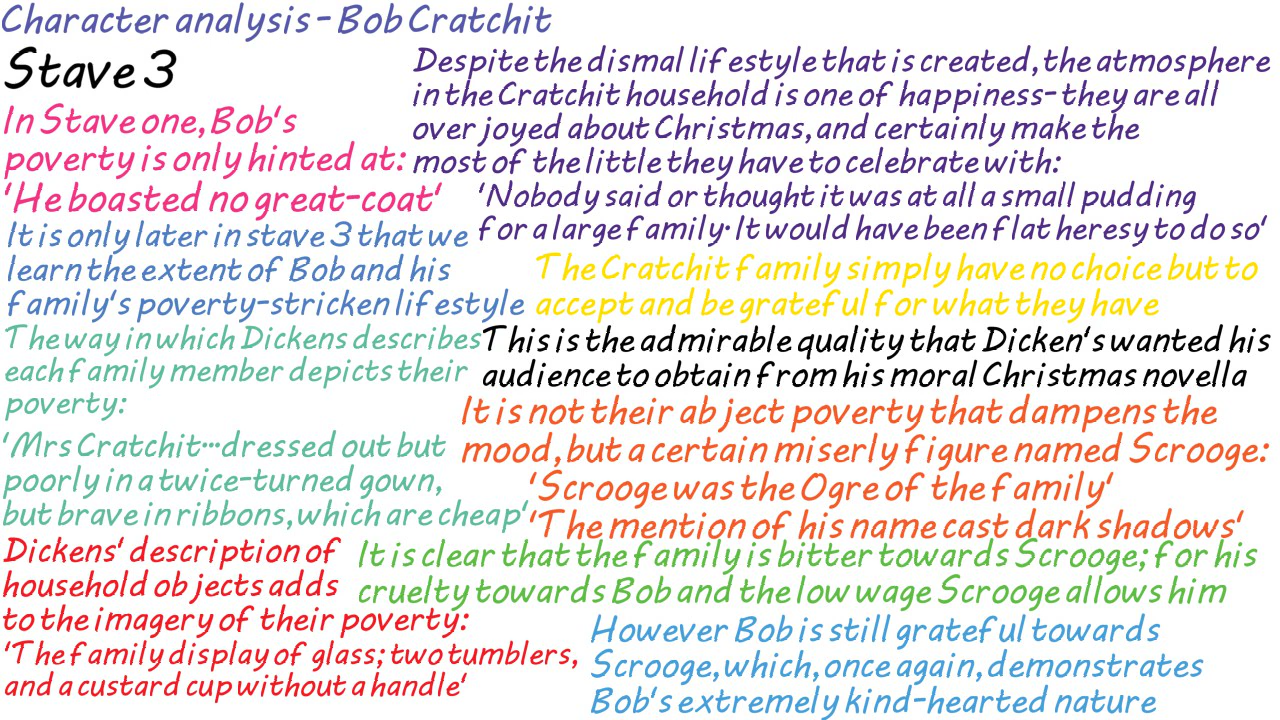 Character analysis - Bob Cratchit
Stave 3
In Stave one, Bob's
poverty is only hinted at:
'He boasted no great-coat'
It is only later in stave 3 that we
learn the extent of Bob and his
family's poverty-stricken lifestyle
The way in which Dickens describes
each family member depicts their
poverty:
'Mrs Cratchit...dressed out but
poorly in a twice-turned gown,
but brave in ribbons, which are cheap'
Dickens' description of
household objects adds
to the imagery of their poverty:
'The family display of glass; two tumblers,
and a custard cup without a handle'
Despite the dismal lifestyle that is created, the atmosphere
in the Cratchit household is one of happiness- they are all
over joyed about Christmas, and certainly make the
most of the little they have to celebrate with:
'Nobody said or thought it was at all a small pudding
for a large family. It would have been flat heresy to do so'
The Cratchit family simply have no choice but to
accept and be grateful for what they have
This is the admirable quality that Dicken's wanted his
audience to obtain from his moral Christmas novella
It is not their abject poverty that dampens the
mood, but a certain miserly figure named Scrooge:
'Scrooge was the Ogre of the family'
'The mention of his name cast dark shadows'
It is clear that the family is bitter towards Scrooge; for his
cruelty towards Bob and the low wage Scrooge allows him
However Bob is still grateful towards
Scrooge, which, once again, demonstrates
Bob's extremely kind-hearted nature